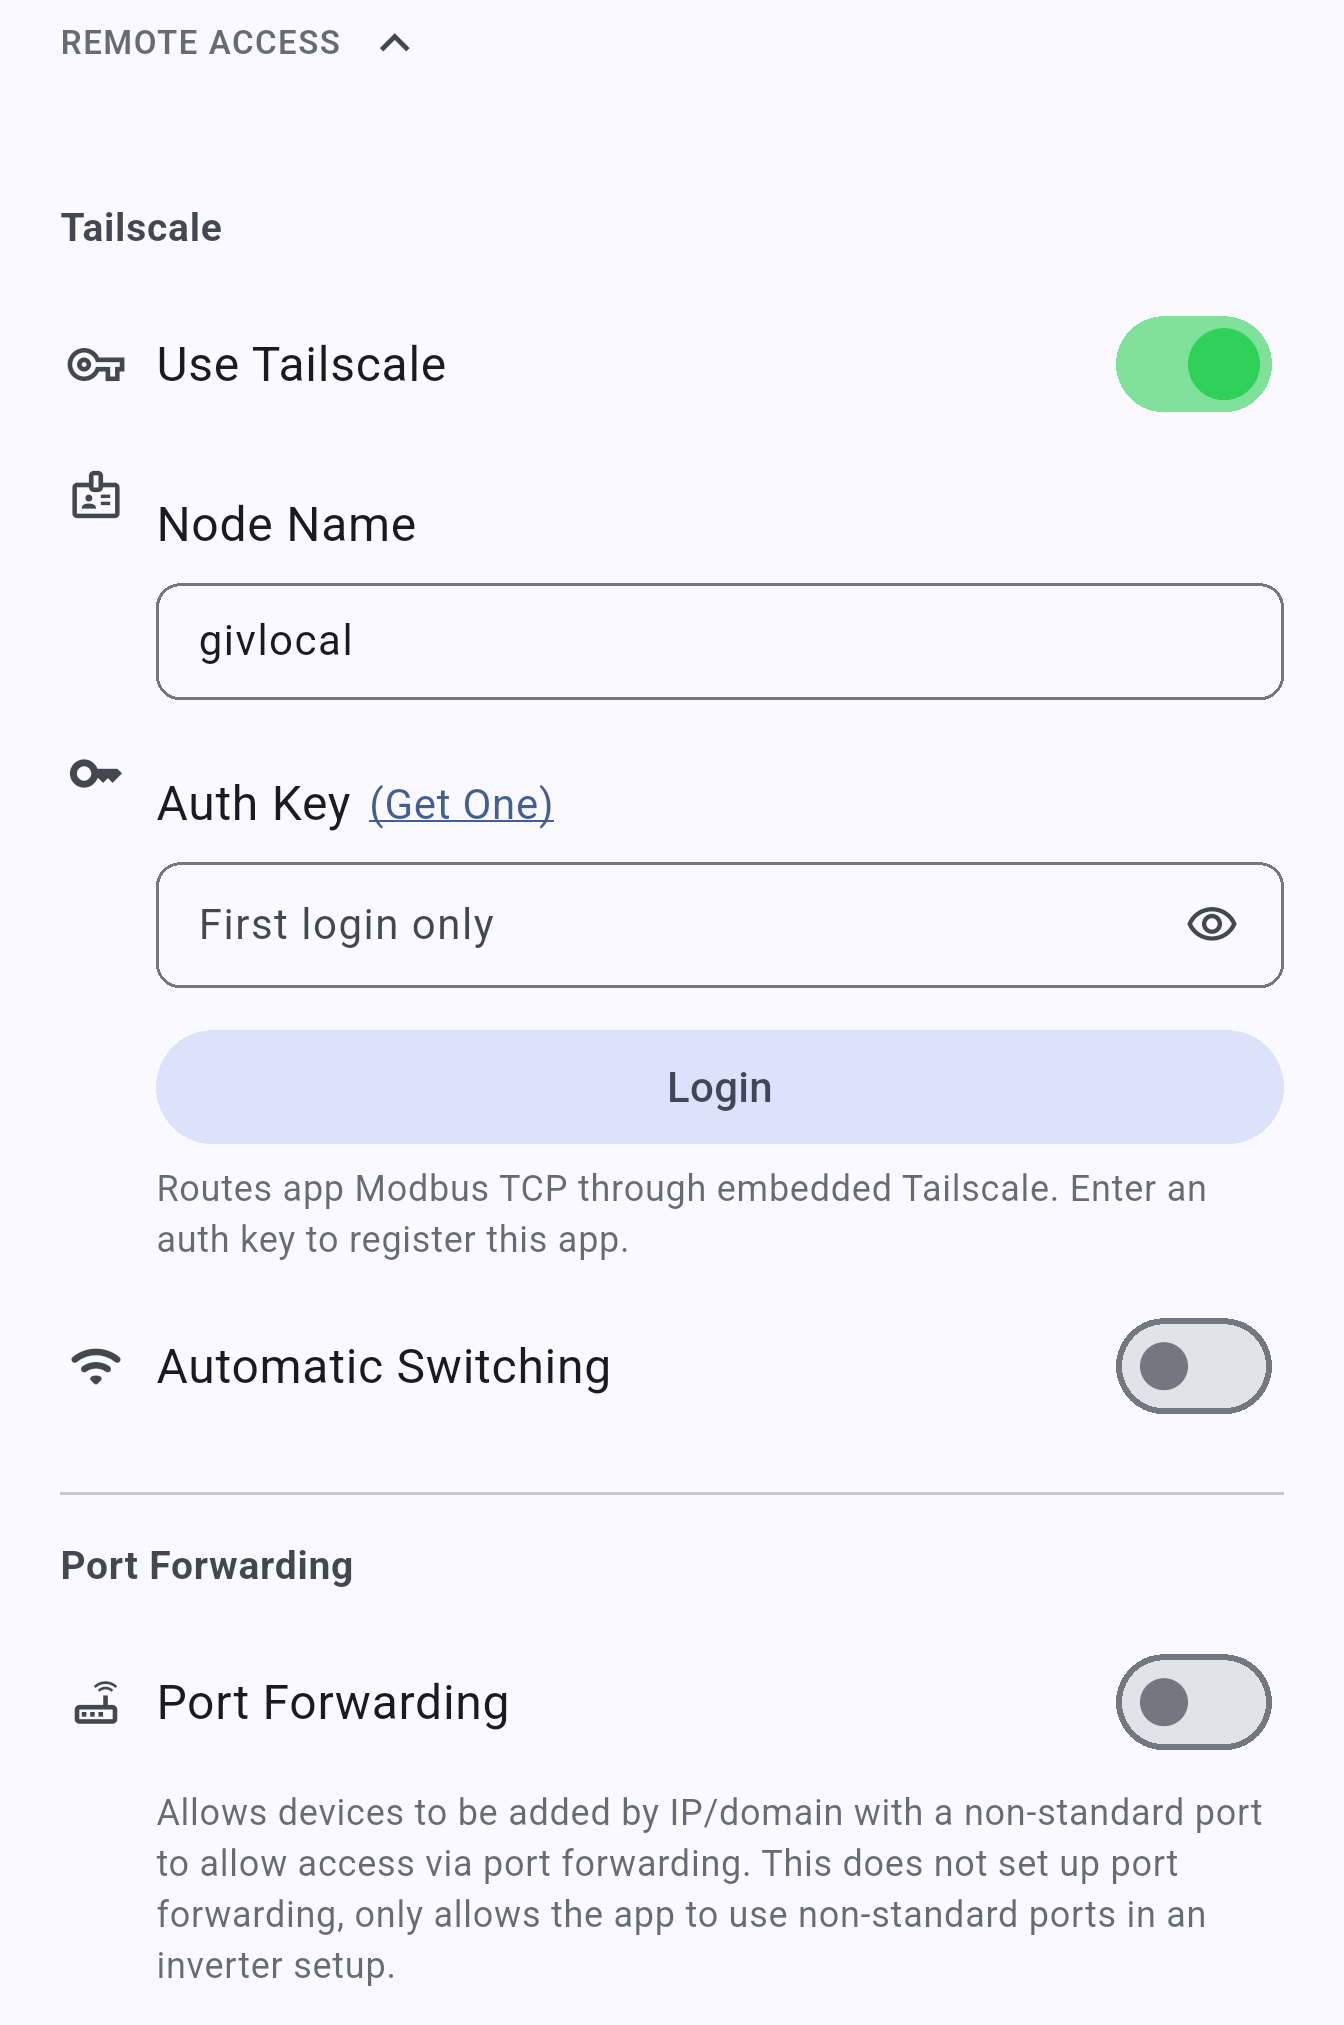 REMOTE ACCESS
Tailscale
Use Tailscale
Node Name
givlocal
Auth Key (Get One)
First login only
Login
Routes app Modbus TCP through embedded Tailscale. Enter an
auth key to register this app.
Automatic Switching
Port Forwarding
Port Forwarding
Allows devices to be added by IP/domain with a non-standard port
to allow access via port forwarding. This does not set up port
forwarding, only allows the app to use non-standard ports in an
inverter setup.